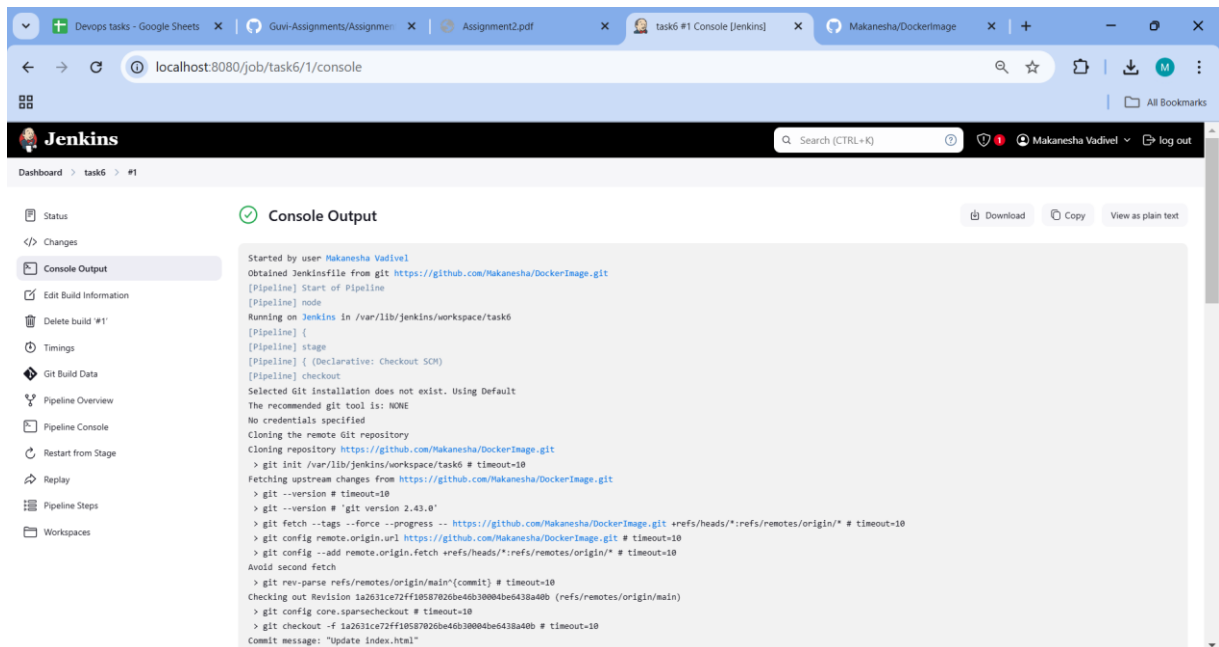 Devops tasks - Google Sheets
Guvi-Assignments/Assignmen
Assignment2.pdf
task6 #1 Console [Jenkins]
Makanesha/DockerImage
localhost:8080/job/task6/1/console
M
All Bookmarks
Jenkins
Search (CTRL+K)
1
Makanesha Vadivel
log out
Dashboard > task6 > #1
Status
Changes
Console Output
Edit Build Information
Delete build '#1'
Timings
Git Build Data
Pipeline Overview
Pipeline Console
Restart from Stage
Replay
Pipeline Steps
Workspaces
Console Output
Download
Copy
View as plain text
Started by user Makanesha Vadivel
Obtained Jenkinsfile from git https://github.com/Makanesha/DockerImage.git
[Pipeline] Start of Pipeline
[Pipeline] node
Running on Jenkins in /var/lib/jenkins/workspace/task6
[Pipeline] {
[Pipeline] stage
[Pipeline] { (Declarative: Checkout SCM)
[Pipeline] checkout
Selected Git installation does not exist. Using Default
The recommended git tool is: NONE
No credentials specified
Cloning the remote Git repository
Cloning repository https://github.com/Makanesha/DockerImage.git
> git init /var/lib/jenkins/workspace/task6 # timeout=10
Fetching upstream changes from https://github.com/Makanesha/DockerImage.git
> git --version # timeout=10
> git --version # 'git version 2.43.0'
> git fetch --tags --force --progress -- https://github.com/Makanesha/DockerImage.git +refs/heads/*:refs/remotes/origin/* # timeout=10
> git config remote.origin.url https://github.com/Makanesha/DockerImage.git # timeout=10
> git config --add remote.origin.fetch +refs/heads/*:refs/remotes/origin/* # timeout=10
Avoid second fetch
> git rev-parse refs/remotes/origin/main^{commit} # timeout=10
Checking out Revision 1a2631ce72ff10587026be46b30004be6438a40b (refs/remotes/origin/main)
> git config core.sparsecheckout # timeout=10
> git checkout -f 1a2631ce72ff10587026be46b30004be6438a40b # timeout=10
Commit message: "Update index.html"